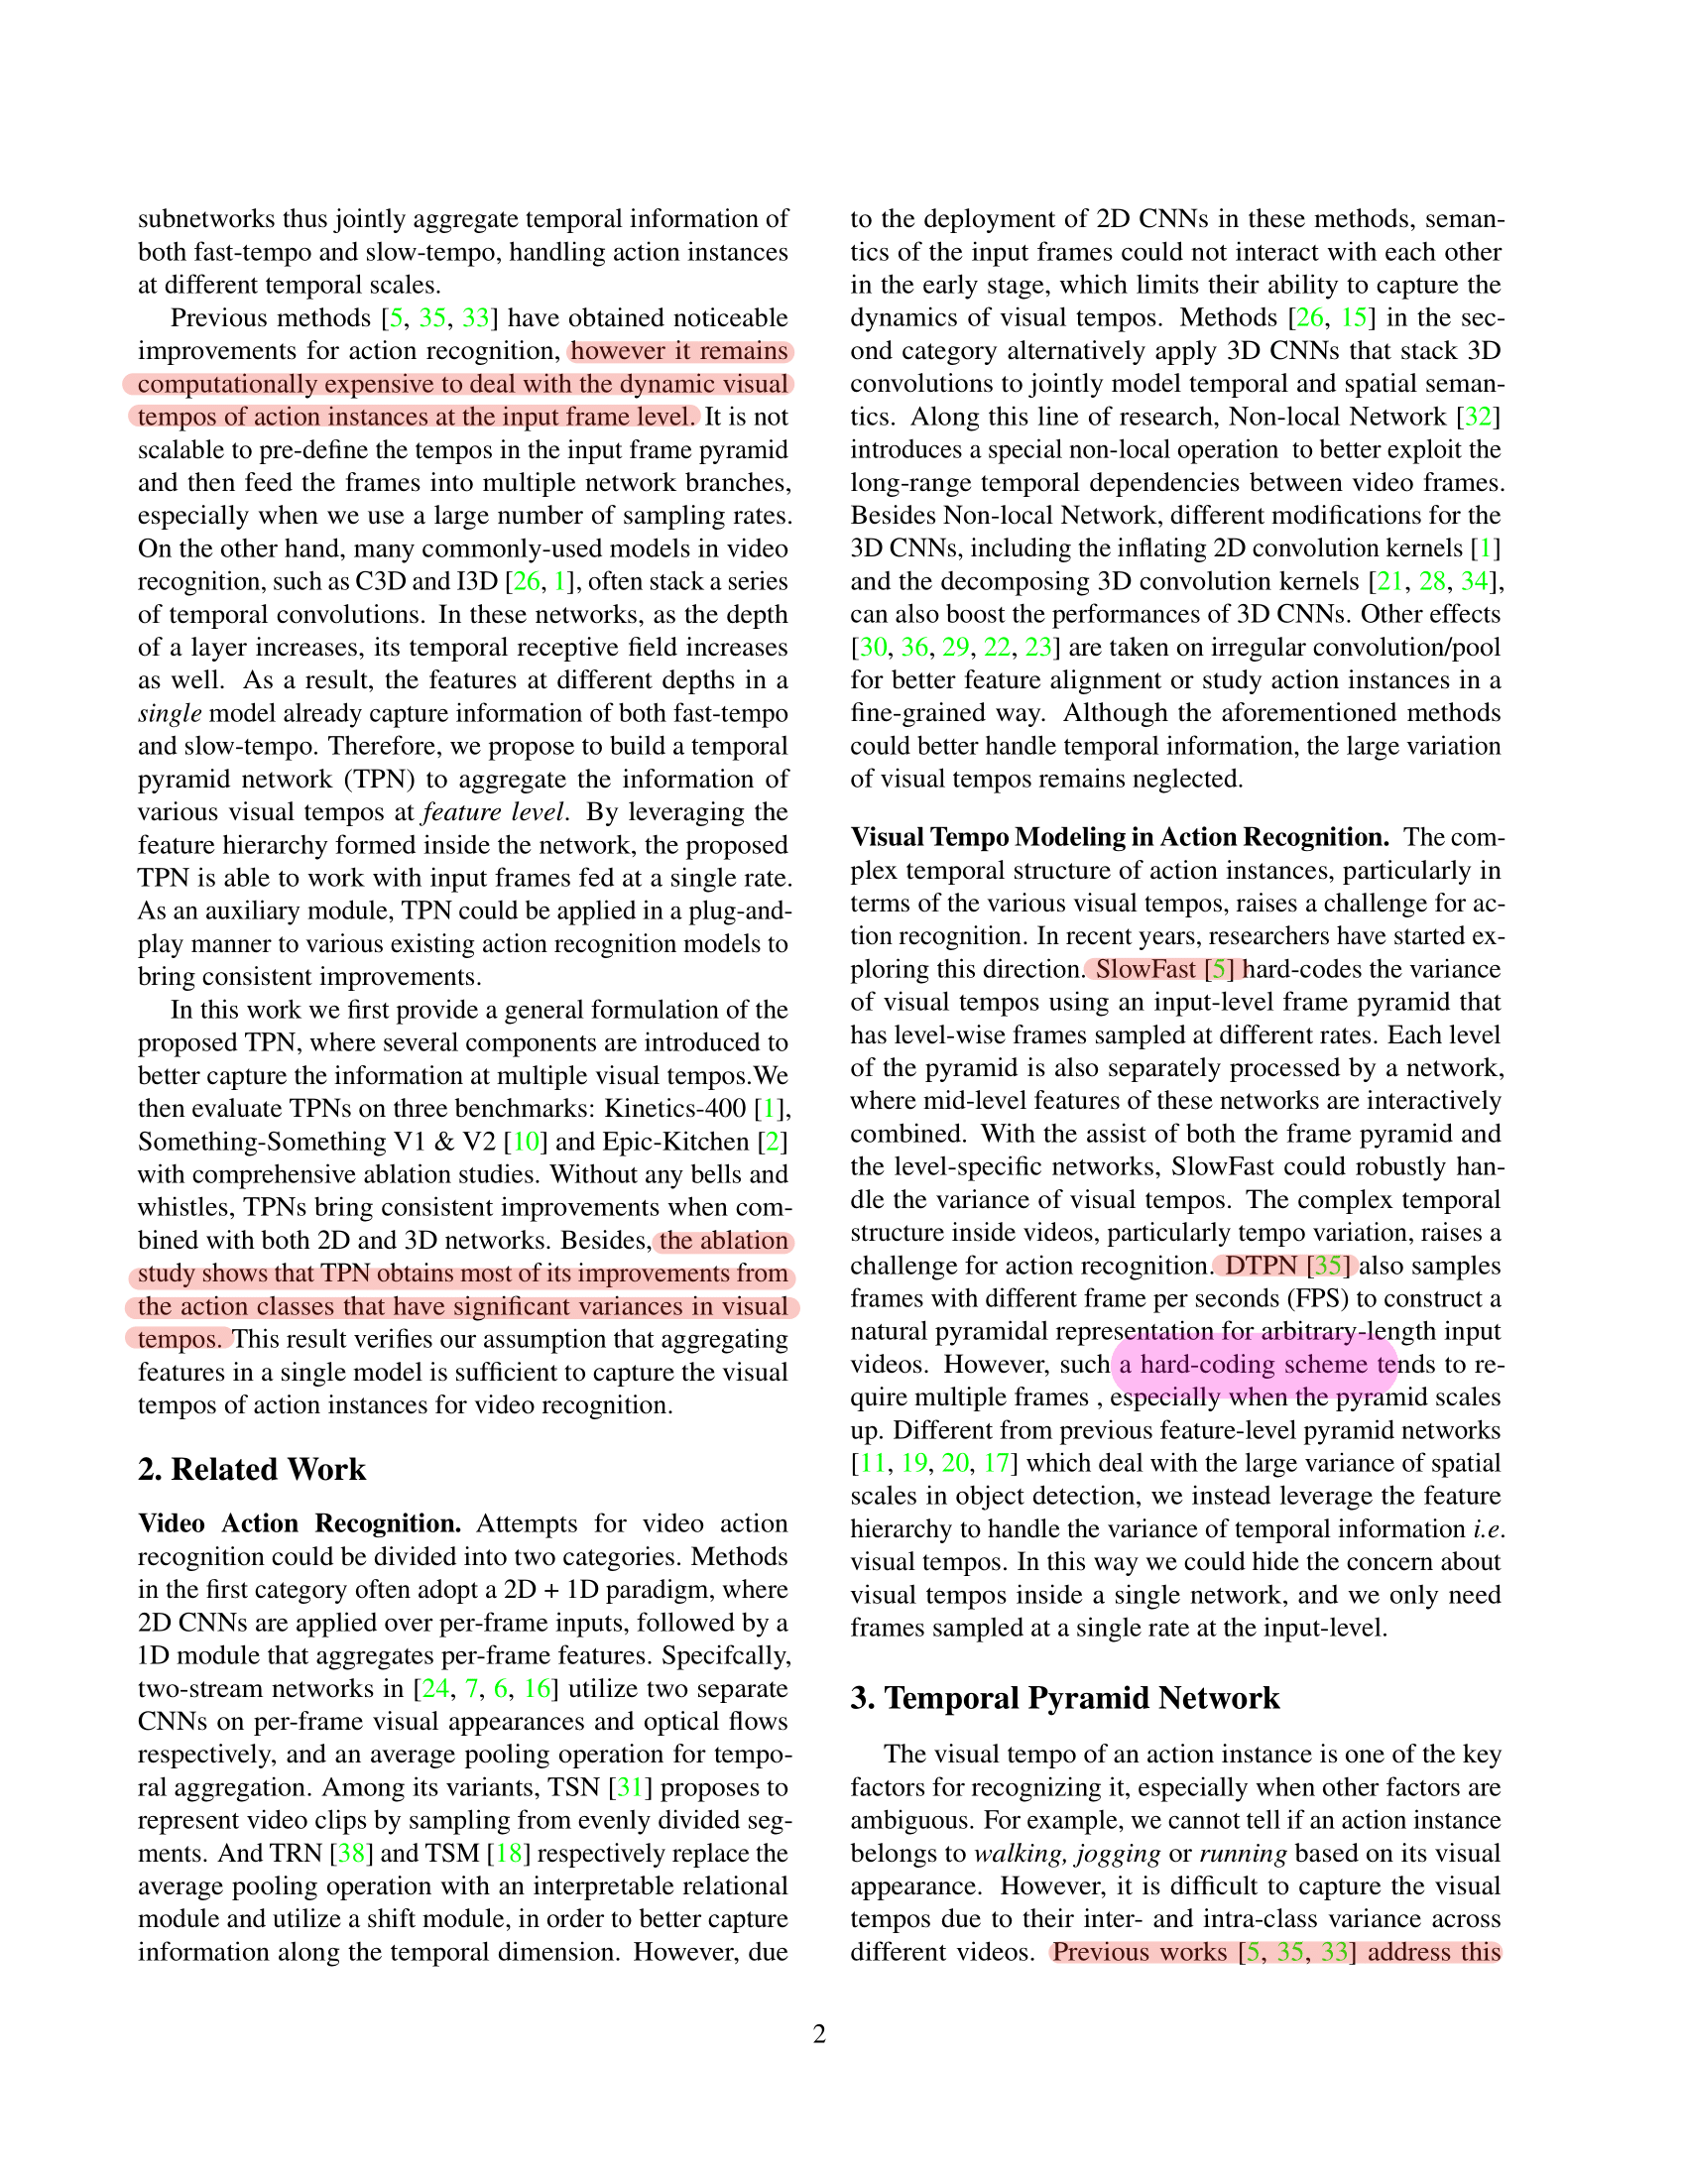 subnetworks thus jointly aggregate temporal information of
both fast-tempo and slow-tempo, handling action instances
at different temporal scales.
Previous methods [5, 35, 33] have obtained noticeable
improvements for action recognition, however it remains
computationally expensive to deal with the dynamic visual
tempos of action instances at the input frame level. It is not
scalable to pre-define the tempos in the input frame pyramid
and then feed the frames into multiple network branches,
especially when we use a large number of sampling rates.
On the other hand, many commonly-used models in video
recognition, such as C3D and I3D [26, 1], often stack a series
of temporal convolutions. In these networks, as the depth
of a layer increases, its temporal receptive field increases
as well. As a result, the features at different depths in a
single model already capture information of both fast-tempo
and slow-tempo. Therefore, we propose to build a temporal
pyramid network (TPN) to aggregate the information of
various visual tempos at feature level. By leveraging the
feature hierarchy formed inside the network, the proposed
TPN is able to work with input frames fed at a single rate.
As an auxiliary module, TPN could be applied in a plug-and-
play manner to various existing action recognition models to
bring consistent improvements.
In this work we first provide a general formulation of the
proposed TPN, where several components are introduced to
better capture the information at multiple visual tempos.We
then evaluate TPNs on three benchmarks: Kinetics-400 [1],
Something-Something V1 & V2 [10] and Epic-Kitchen [2]
with comprehensive ablation studies. Without any bells and
whistles, TPNs bring consistent improvements when com-
bined with both 2D and 3D networks. Besides, the ablation
study shows that TPN obtains most of its improvements from
the action classes that have significant variances in visual
tempos. This result verifies our assumption that aggregating
features in a single model is sufficient to capture the visual
tempos of action instances for video recognition.
2. Related Work
Video Action Recognition. Attempts for video action
recognition could be divided into two categories. Methods
in the first category often adopt a 2D + 1D paradigm, where
2D CNNs are applied over per-frame inputs, followed by a
1D module that aggregates per-frame features. Specifcally,
two-stream networks in [24, 7, 6, 16] utilize two separate
CNNs on per-frame visual appearances and optical flows
respectively, and an average pooling operation for tempo-
ral aggregation. Among its variants, TSN [31] proposes to
represent video clips by sampling from evenly divided seg-
ments. And TRN [38] and TSM [18] respectively replace the
average pooling operation with an interpretable relational
module and utilize a shift module, in order to better capture
information along the temporal dimension. However, due
to the deployment of 2D CNNs in these methods, seman-
tics of the input frames could not interact with each other
in the early stage, which limits their ability to capture the
dynamics of visual tempos. Methods [26, 15] in the sec-
ond category alternatively apply 3D CNNs that stack 3D
convolutions to jointly model temporal and spatial seman-
tics. Along this line of research, Non-local Network [32]
introduces a special non-local operation to better exploit the
long-range temporal dependencies between video frames.
Besides Non-local Network, different modifications for the
3D CNNs, including the inflating 2D convolution kernels [1]
and the decomposing 3D convolution kernels [21, 28, 34],
can also boost the performances of 3D CNNs. Other effects
[30, 36, 29, 22, 23] are taken on irregular convolution/pool
for better feature alignment or study action instances in a
fine-grained way. Although the aforementioned methods
could better handle temporal information, the large variation
of visual tempos remains neglected.
Visual Tempo Modeling in Action Recognition. The com-
plex temporal structure of action instances, particularly in
terms of the various visual tempos, raises a challenge for ac-
tion recognition. In recent years, researchers have started ex-
ploring this direction. SlowFast [5] hard-codes the variance
of visual tempos using an input-level frame pyramid that
has level-wise frames sampled at different rates. Each level
of the pyramid is also separately processed by a network,
where mid-level features of these networks are interactively
combined. With the assist of both the frame pyramid and
the level-specific networks, SlowFast could robustly han-
dle the variance of visual tempos. The complex temporal
structure inside videos, particularly tempo variation, raises a
challenge for action recognition. DTPN [35] also samples
frames with different frame per seconds (FPS) to construct a
natural pyramidal representation for arbitrary-length input
videos. However, such a hard-coding scheme tends to re-
quire multiple frames , especially when the pyramid scales
up. Different from previous feature-level pyramid networks
[11, 19, 20, 17] which deal with the large variance of spatial
scales in object detection, we instead leverage the feature
hierarchy to handle the variance of temporal information i.e.
visual tempos. In this way we could hide the concern about
visual tempos inside a single network, and we only need
frames sampled at a single rate at the input-level.
3. Temporal Pyramid Network
The visual tempo of an action instance is one of the key
factors for recognizing it, especially when other factors are
ambiguous. For example, we cannot tell if an action instance
belongs to walking, jogging or running based on its visual
appearance. However, it is difficult to capture the visual
tempos due to their inter- and intra-class variance across
different videos. Previous works [5, 35, 33] address this
2